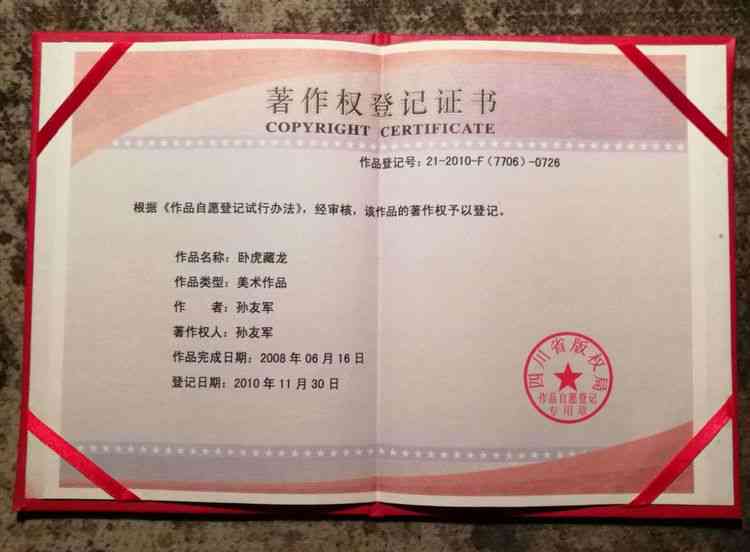 著作权登记证书
COPYRIGHT CERTIFICATE
作品登记号：21-2010-F（7706）-0726
根据《作品自愿登记试行办法》，经审核，该作品的著作权予以登记。
作品名称：卧虎藏龙
作品类型：美术作品
作 者：孙友军
著作权人：孙友军
作品完成日期：2008 年 06 月 16 日
登记日期：2010 年 11 月 30 日
四川省版权局
作品自愿登记
专用章